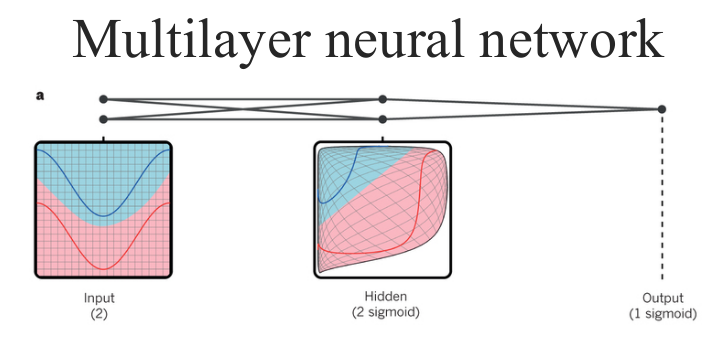 Multilayer neural network
a
Input
(2)
Hidden
(2 sigmoid)
Output
(1 sigmoid)